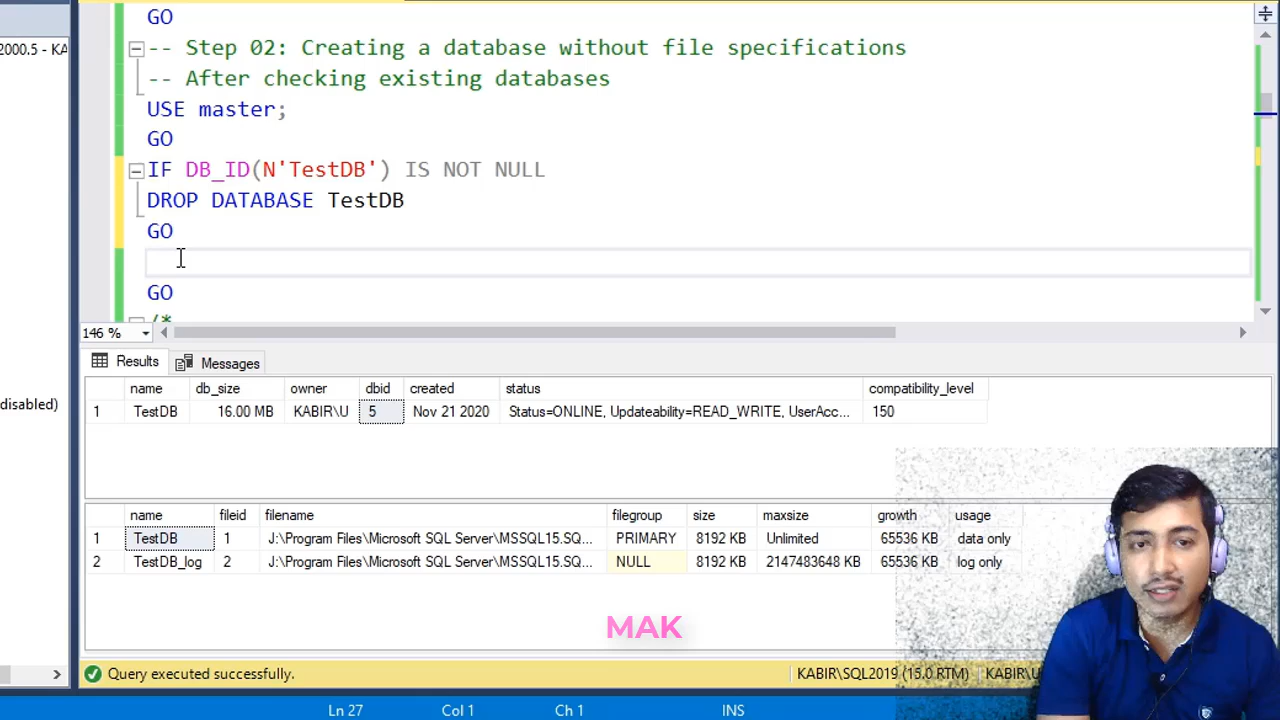 GO
2000.5 - KA
-- Step 02: Creating a database without file specifications
-- After checking existing databases
USE master;
GO
IF DB_ID(N'TestDB') IS NOT NULL
DROP DATABASE TestDB
GO
GO
/*
146 %
Results Messages
disabled)
name db_size owner dbid created status compatibility_level
1 TestDB 16.00 MB KABIR\U 5 Nov 21 2020 Status=ONLINE, Updateability=READ_WRITE, UserAcc... 150
name fileid filename filegroup size maxsize growth usage
1 TestDB 1 J:\Program Files\Microsoft SQL Server\MSSQL15.SQ... PRIMARY 8192 KB Unlimited 65536 KB data only
2 TestDB_log 2 J:\Program Files\Microsoft SQL Server\MSSQL15.SQ... NULL 8192 KB 2147483648 KB 65536 KB log only
MAK
Query executed successfully. KABIR\SQL2019 (15.0 RTM) KABIR\U
Ln 27 Col 1 Ch 1 INS